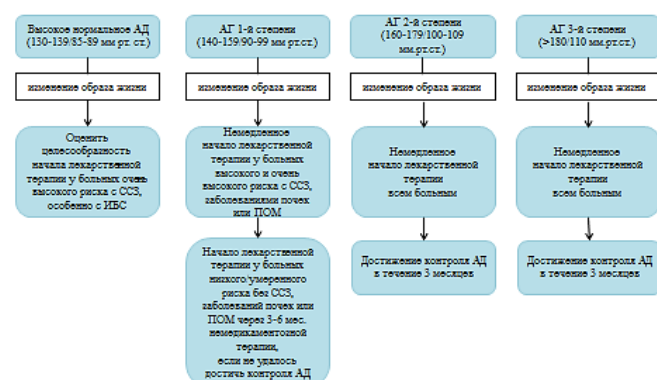 Высокое нормальное АД
(130-139/85-89 мм рт. ст.)
изменение образа жизни
Оценить
целесообразность
начала лекарственной
терапии у больных очень
высокого риска с ССЗ,
особенно с ИБС
АГ 1-й степени
(140-159/90-99 мм рт.ст.)
изменение образа жизни
Немедленное
начало лекарственной
терапии у больных
высокого и очень
высокого риска с ССЗ,
заболеваниями почек
или ПОМ
Начало лекарственной
терапии у больных
низкого/умеренного
риска без ССЗ,
заболеваний почек или
ПОМ через 3-6 мес.
немедикаментозной
терапии,
если не удалось
достичь контроля АД
АГ 2-й степени
(160-179/100-109
мм.рт.ст.)
изменение образа жизни
Немедленное
начало лекарственной
терапии
всем больным
Достижение контроля АД
в течение 3 месяцев
АГ 3-й степени
(>180/110 мм.рт.ст.)
изменение образа жизни
Немедленное
начало лекарственной
терапии
всем больным
Достижение контроля АД
в течение 3 месяцев